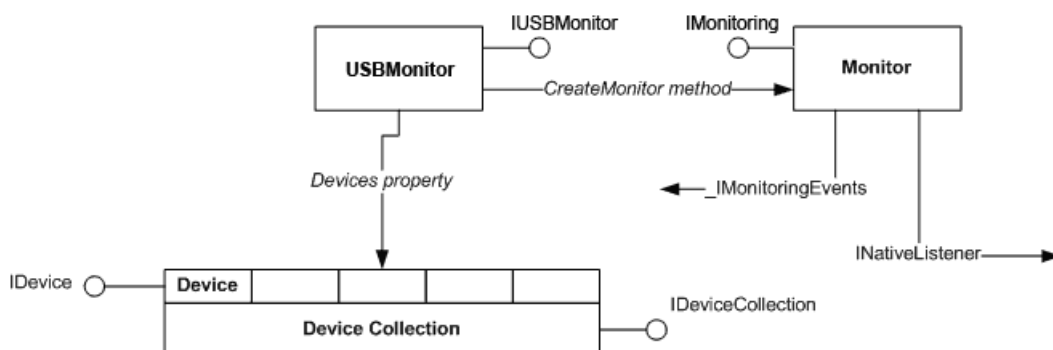 IUSBMonitor
IMonitoring
USBMonitor
Monitor
CreateMonitor method
Devices property
_IMonitoringEvents
INativeListener
IDevice
Device
IDeviceCollection
Device Collection